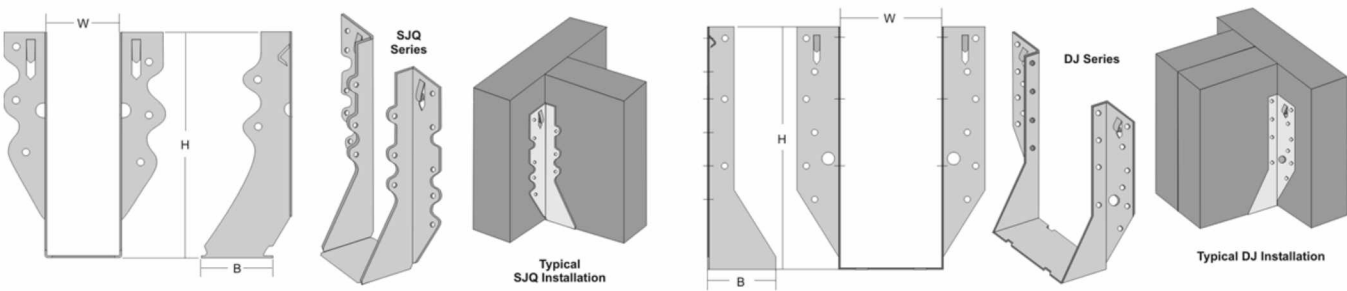 W
SJQ
Series
H
B
Typical
SJQ Installation
W
DJ Series
H
B
Typical DJ Installation